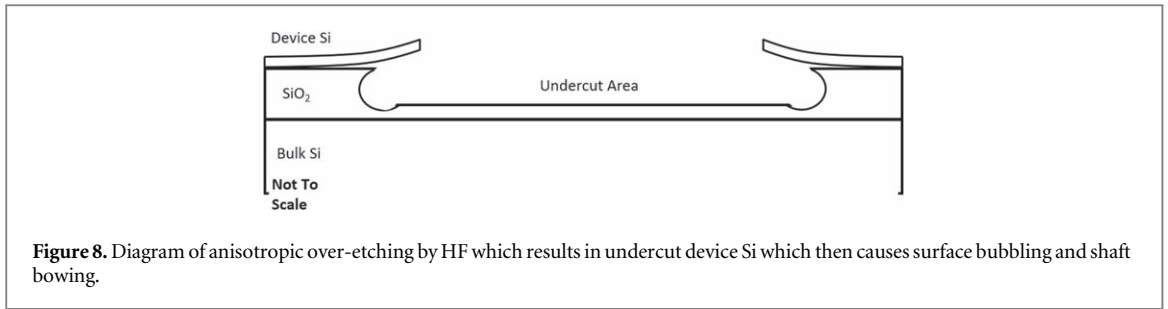 Device Si
SiO₂
Undercut Area
Bulk Si
Not To
Scale
Figure 8. Diagram of anisotropic over-etching by HF which results in undercut device Si which then causes surface bubbling and shaft
bowing.